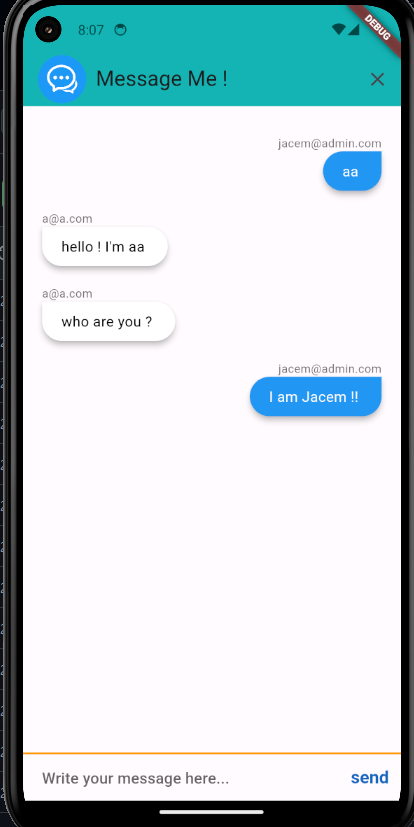 8:07
DEBUG
Message Me !
jacem@admin.com
aa
a@a.com
hello ! I'm aa
a@a.com
who are you ?
jacem@admin.com
I am Jacem !!
Write your message here...
send